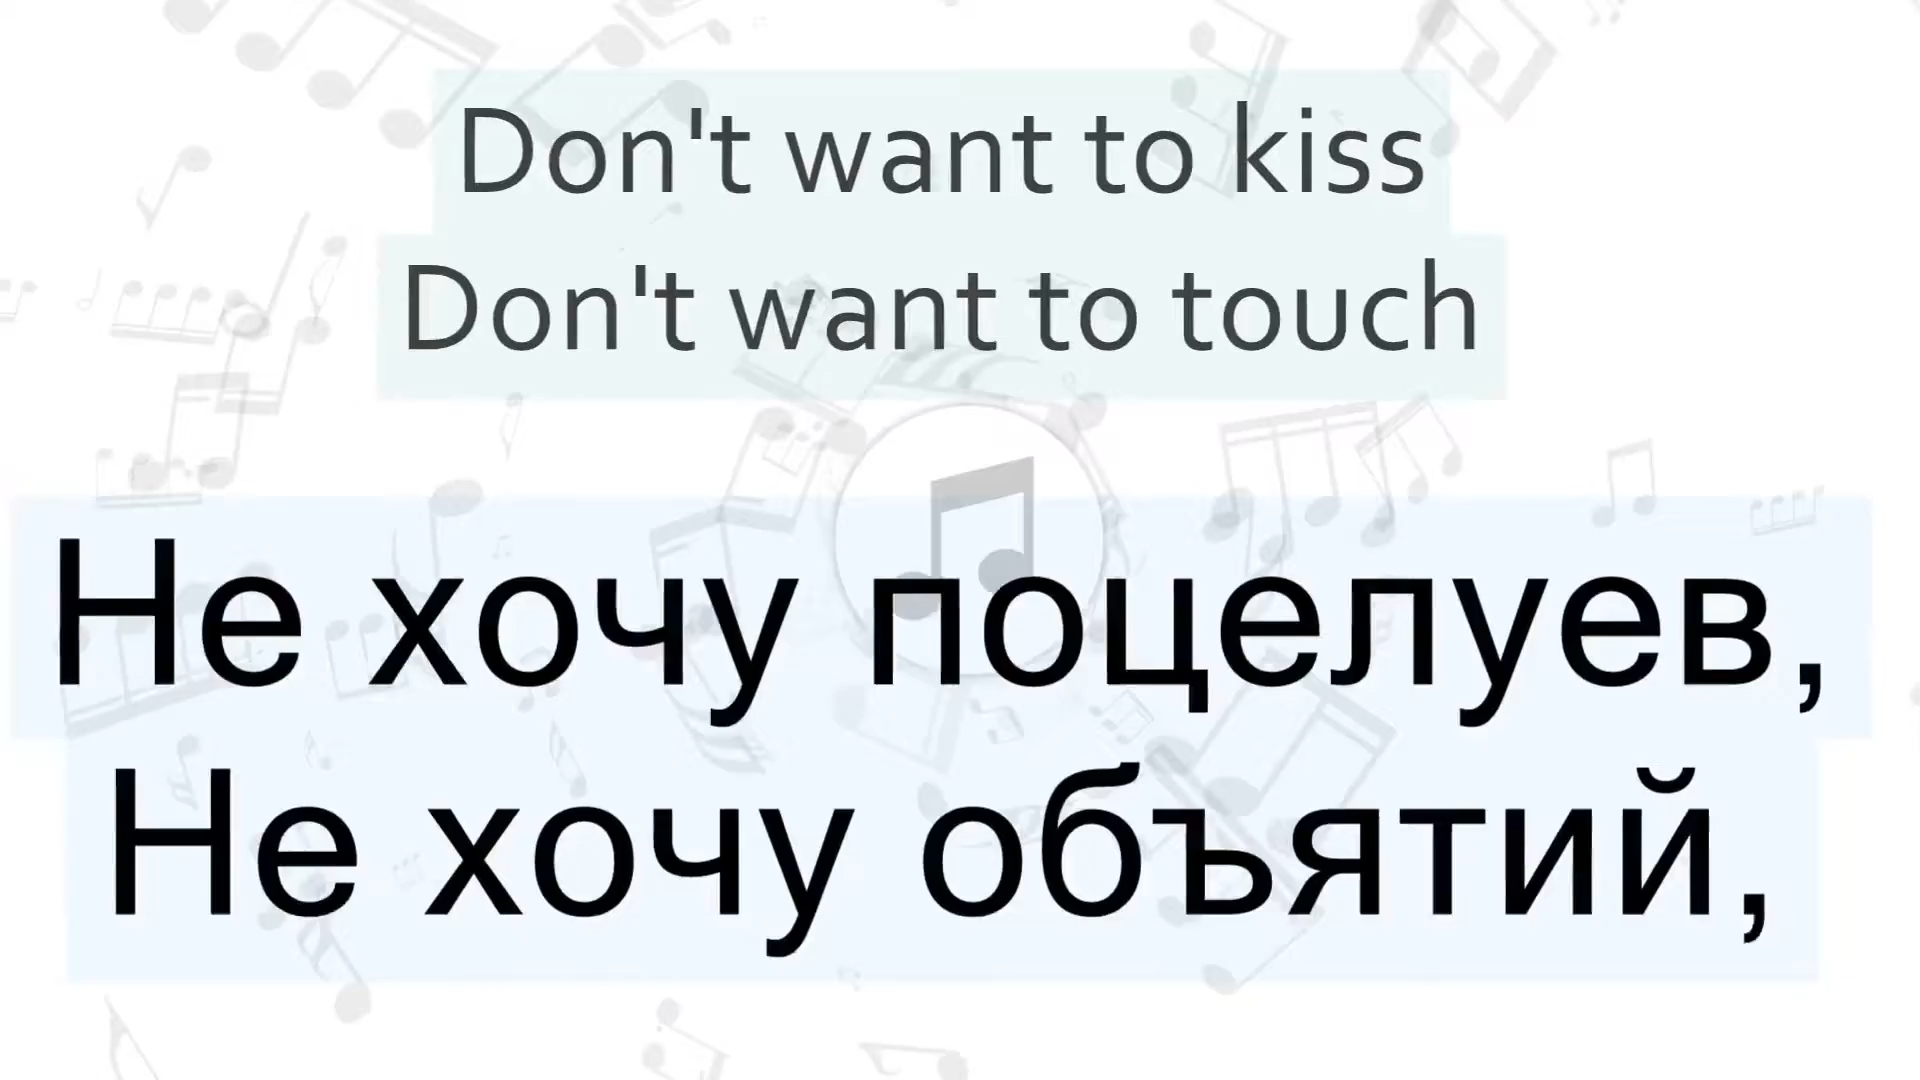 Don't want to kiss
Don't want to touch
Не хочу поцелуев,
Не хочу объятий,